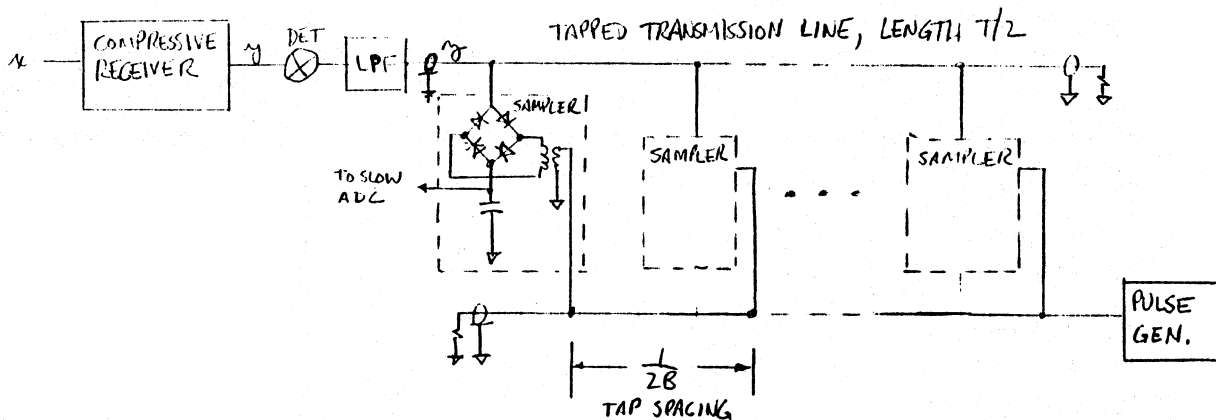 TAPPED TRANSMISSION LINE, LENGTH T/2
x
COMPRESSIVE
RECEIVER
y
DET
LPF
z
SAMPLER
SAMPLER
SAMPLER
TO SLOW
ADC
PULSE
GEN.
1
2B
TAP SPACING